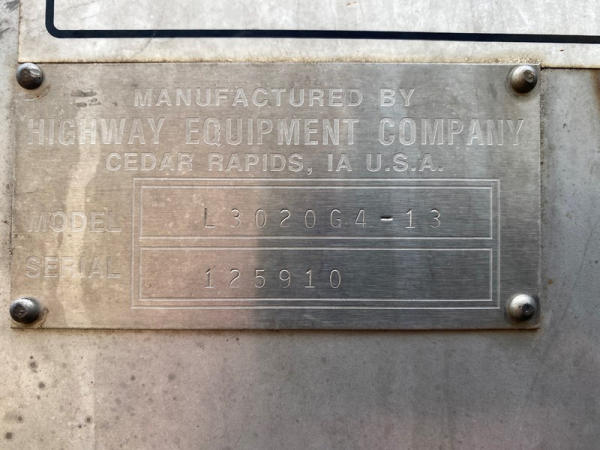 MANUFACTURED BY
HIGHWAY EQUIPMENT COMPANY
CEDAR RAPIDS, IA U.S.A.
MODEL L3020G4-13
SERIAL 125910